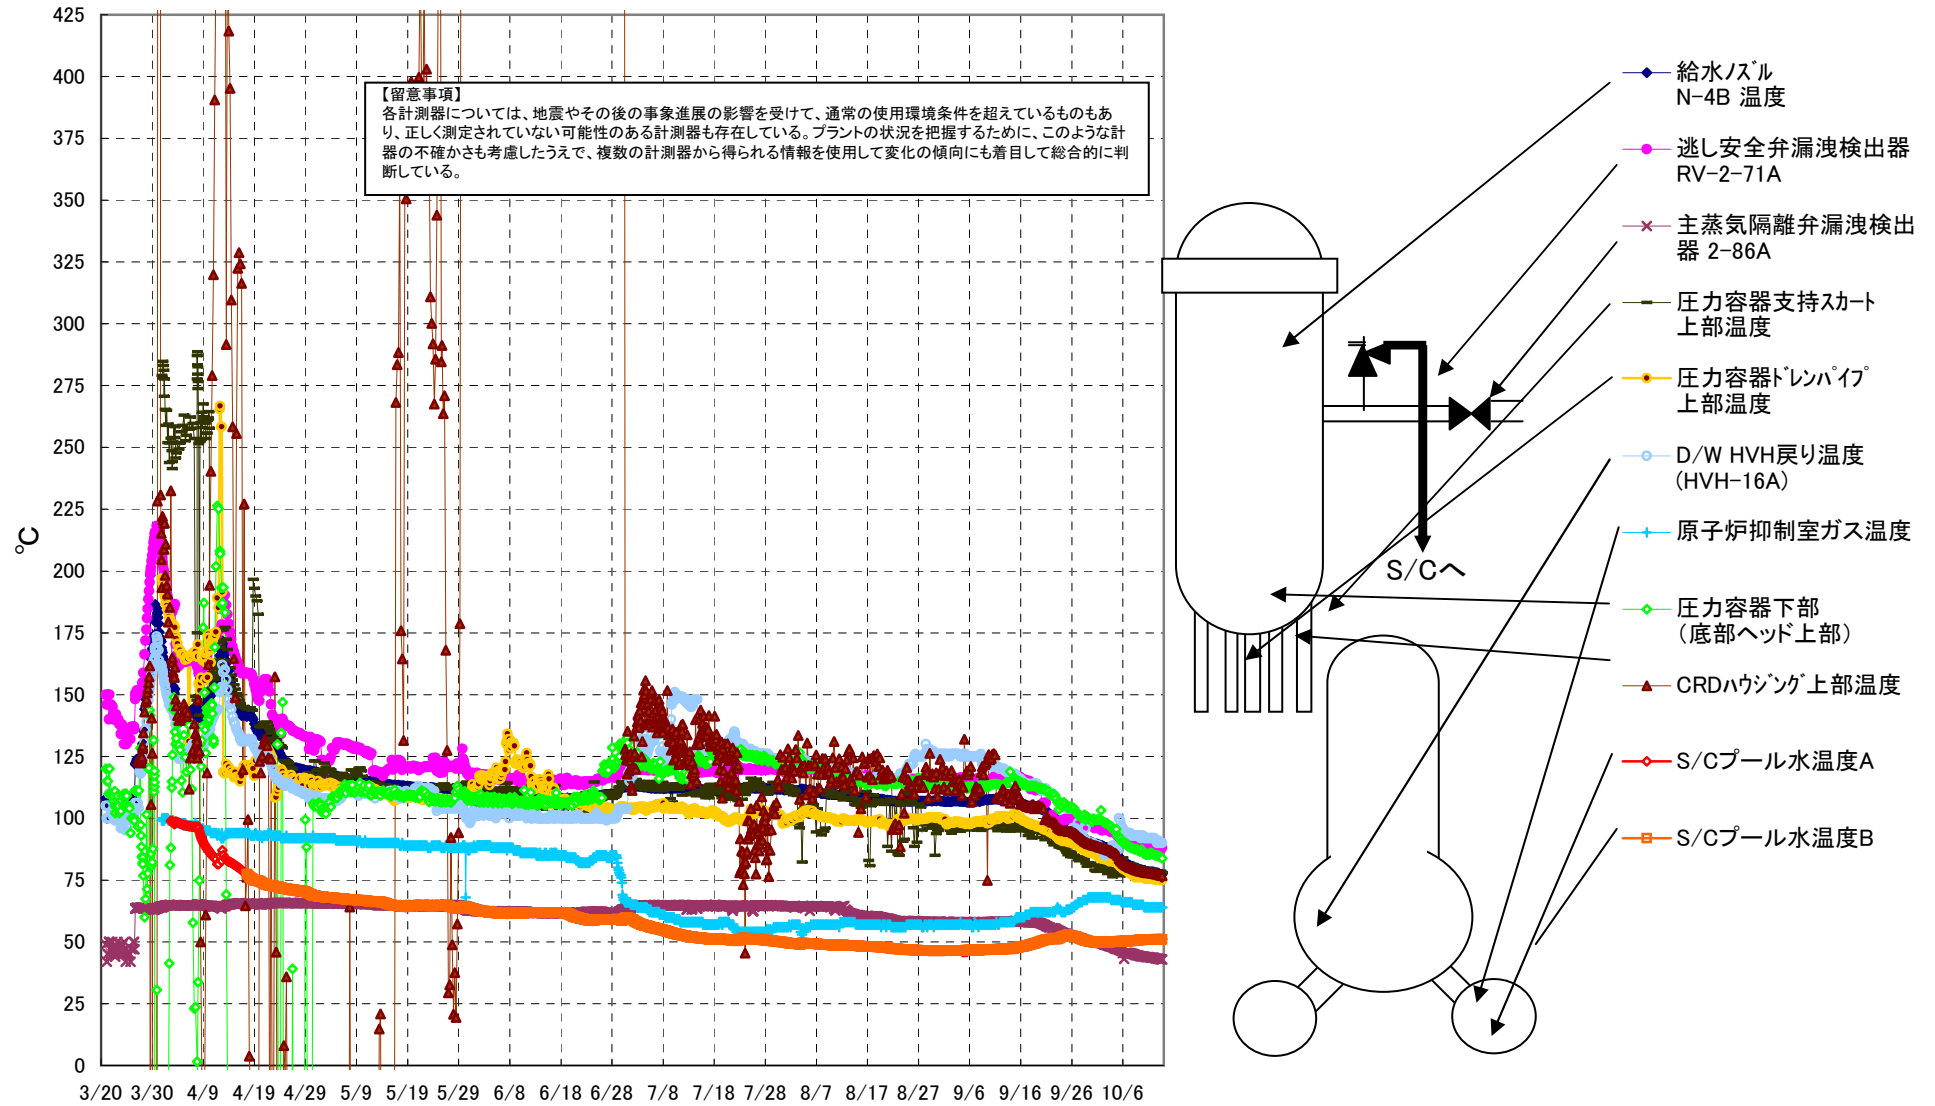 425
400
375
350
325
300
275
250
225
200
175
150
125
100
75
50
25
0
℃
3/20 3/30 4/9 4/19 4/29 5/9 5/19 5/29 6/8 6/18 6/28 7/8 7/18 7/28 8/7 8/17 8/27 9/6 9/16 9/26 10/6
【留意事項】
各計測器については、地震やその後の事象進展の影響を受けて、通常の使用環境条件を超えているものもあ
り、正しく測定されていない可能性のある計測器も存在している。プラントの状況を把握するために、このような計
器の不確かさも考慮したうえで、複数の計測器から得られる情報を使用して変化の傾向にも着目して総合的に判
断している。
S/Cへ
給水ﾉｽﾞﾙ
N-4B 温度
逃し安全弁漏洩検出器
RV-2-71A
主蒸気隔離弁漏洩検出
器 2-86A
圧力容器支持ｽｶｰﾄ
上部温度
圧力容器ﾄﾞﾚﾝﾊﾟｲﾌﾟ
上部温度
D/W HVH戻り温度
(HVH-16A)
原子炉抑制室ガス温度
圧力容器下部
（底部ヘッド上部）
CRDﾊｳｼﾞﾝｸﾞ上部温度
S/Cプール水温度A
S/Cプール水温度B